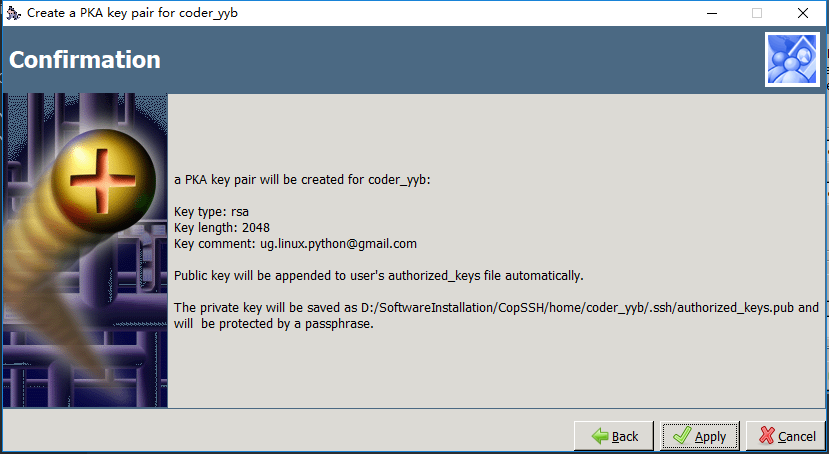 Create a PKA key pair for coder_yyb
Confirmation
a PKA key pair will be created for coder_yyb:
Key type: rsa
Key length: 2048
Key comment: ug.linux.python@gmail.com
Public key will be appended to user's authorized_keys file automatically.
The private key will be saved as D:/SoftwareInstallation/CopSSH/home/coder_yyb/.ssh/authorized_keys.pub and
will  be protected by a passphrase.
Back
Apply
Cancel